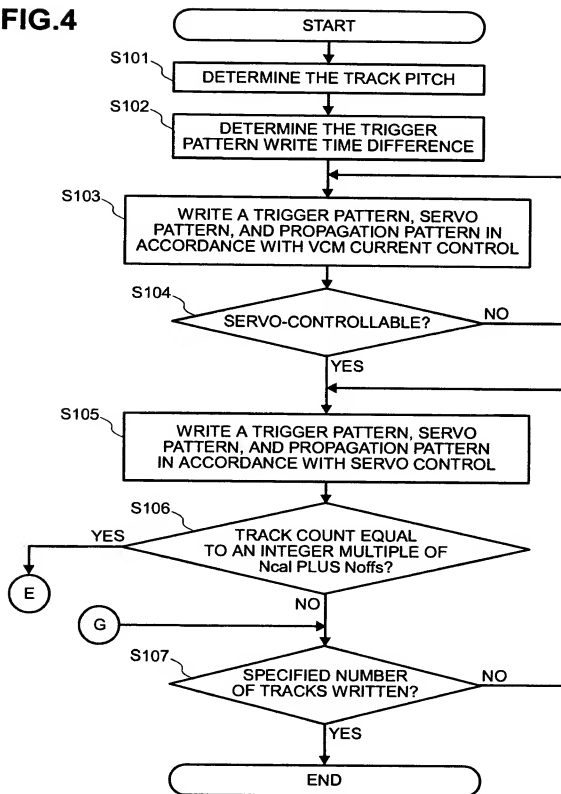 FIG.4
START
S101
DETERMINE THE TRACK PITCH
S102
DETERMINE THE TRIGGER
PATTERN WRITE TIME DIFFERENCE
S103
WRITE A TRIGGER PATTERN, SERVO
PATTERN, AND PROPAGATION PATTERN IN
ACCORDANCE WITH VCM CURRENT CONTROL
S104
SERVO-CONTROLLABLE?
NO
YES
S105
WRITE A TRIGGER PATTERN, SERVO
PATTERN, AND PROPAGATION PATTERN
IN ACCORDANCE WITH SERVO CONTROL
S106
YES
TRACK COUNT EQUAL
TO AN INTEGER MULTIPLE OF
Ncal PLUS Noffs?
E
NO
G
S107
SPECIFIED NUMBER
OF TRACKS WRITTEN?
NO
YES
END